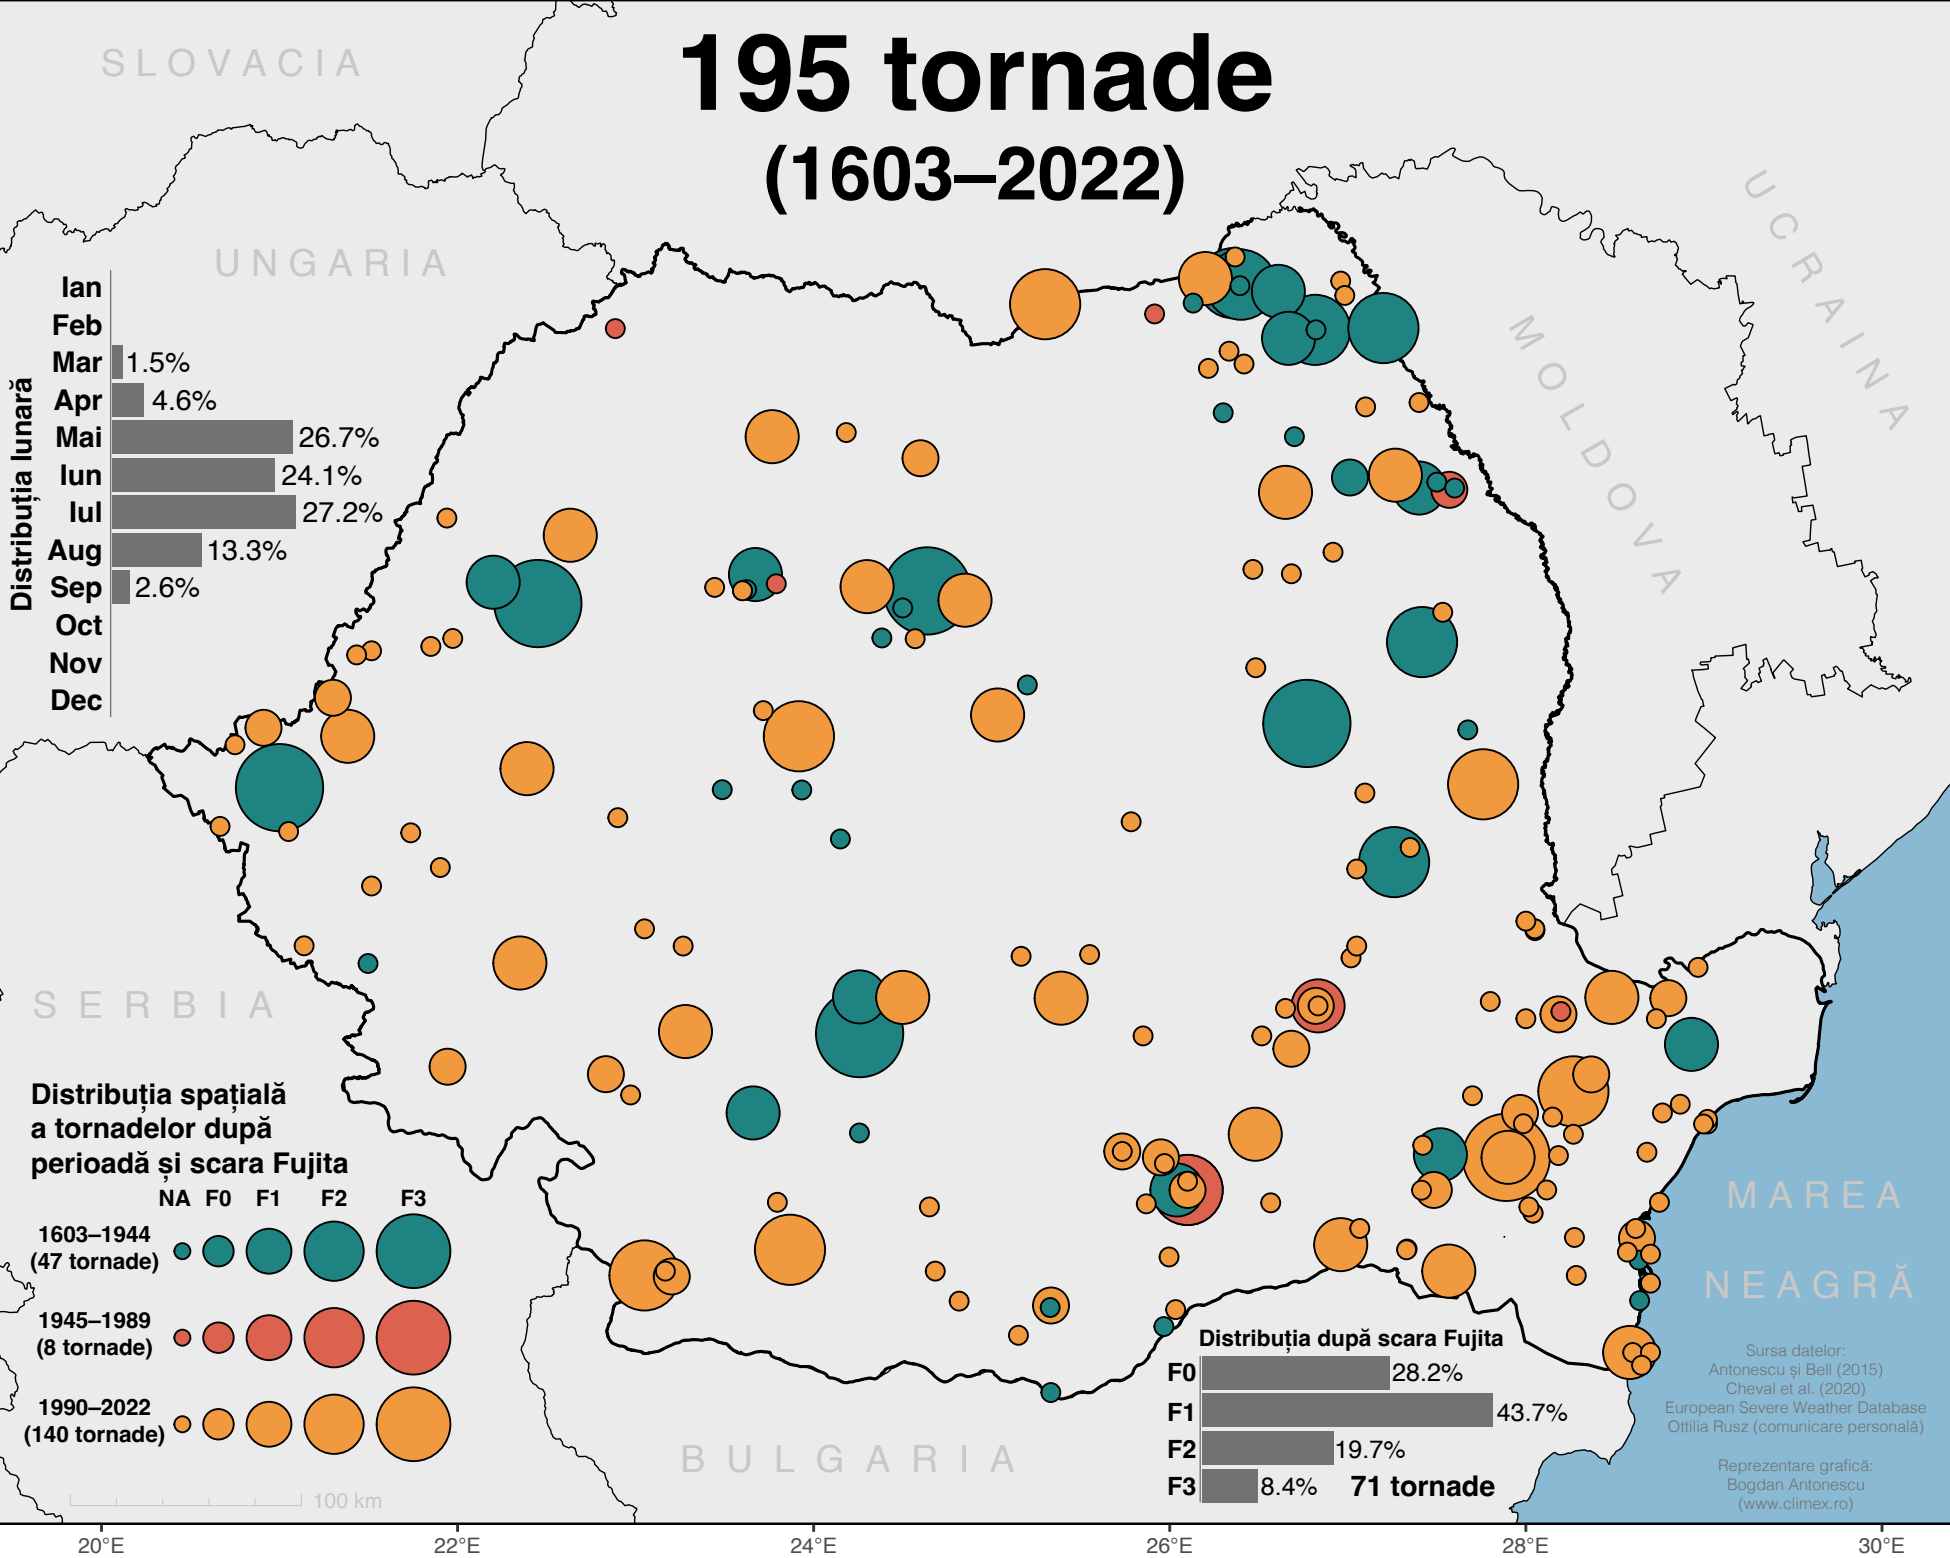 195 tornade
(1603–2022)
SLOVACIA
UNGARIA
UCRAINA
MOLDOVA
SERBIA
BULGARIA
MAREA
NEAGRĂ
Distribuția lunară
Ian
Feb
Mar 1.5%
Apr 4.6%
Mai 26.7%
Iun 24.1%
Iul 27.2%
Aug 13.3%
Sep 2.6%
Oct
Nov
Dec
Distribuția spațială
a tornadelor după
perioadă și scara Fujita
NA F0 F1 F2 F3
1603–1944
(47 tornade)
1945–1989
(8 tornade)
1990–2022
(140 tornade)
100 km
Distribuția după scara Fujita
F0 28.2%
F1 43.7%
F2 19.7%
F3 8.4% 71 tornade
Sursa datelor:
Antonescu și Bell (2015)
Cheval et al. (2020)
European Severe Weather Database
Ottilia Rusz (comunicare personală)
Reprezentare grafică:
Bogdan Antonescu
(www.climex.ro)
20°E 22°E 24°E 26°E 28°E 30°E